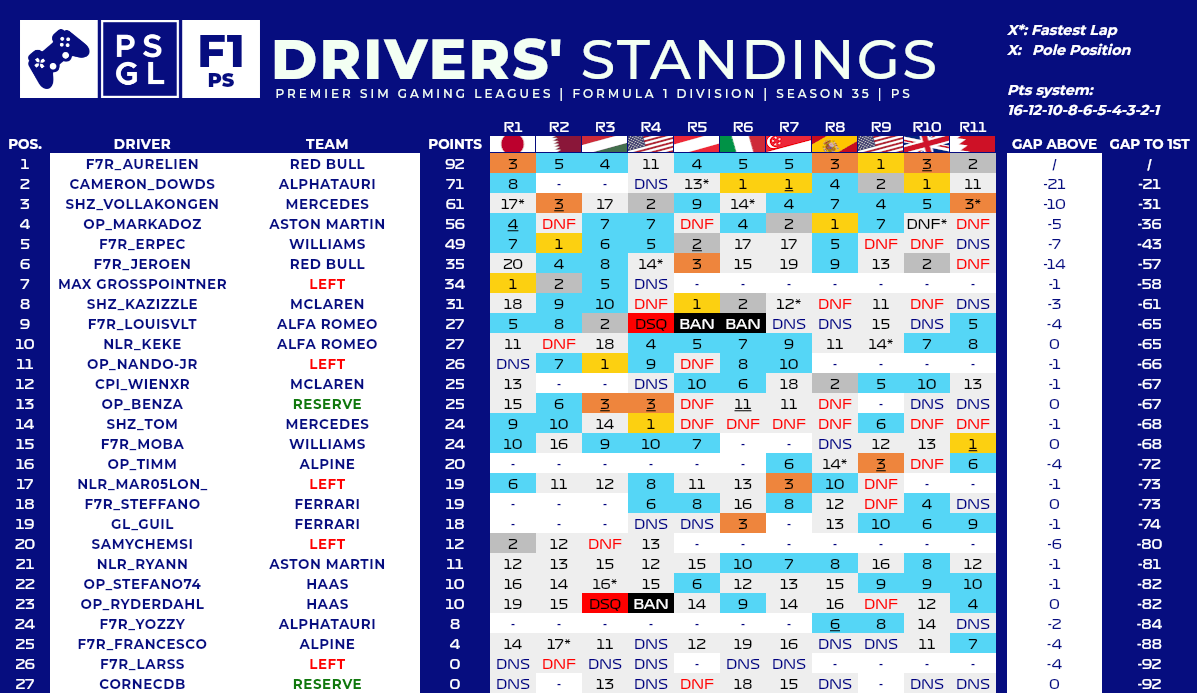 PS
GL
F1
PS
DRIVERS' STANDINGS
PREMIER SIM GAMING LEAGUES | FORMULA 1 DIVISION | SEASON 35 | PS
X*: Fastest Lap
X: Pole Position
Pts system:
16-12-10-8-6-5-4-3-2-1
R1 R2 R3 R4 R5 R6 R7 R8 R9 R10 R11
POS. DRIVER TEAM POINTS GAP ABOVE GAP TO 1ST
1 F7R_AURELIEN RED BULL 92 3 5 4 11 4 5 5 3 1 3 2 / /
2 CAMERON_DOWDS ALPHATAURI 71 8 - - DNS 13* 1 1 4 2 1 11 -21 -21
3 SHZ_VOLLAKONGEN MERCEDES 61 17* 3 17 2 9 14* 4 7 4 5 3* -10 -31
4 OP_MARKADOZ ASTON MARTIN 56 4 DNF 7 7 DNF 4 2 1 7 DNF* DNF -5 -36
5 F7R_ERPEC WILLIAMS 49 7 1 6 5 2 17 17 5 DNF DNF DNS -7 -43
6 F7R_JEROEN RED BULL 35 20 4 8 14* 3 15 19 9 13 2 DNF -14 -57
7 MAX GROSSPOINTNER LEFT 34 1 2 5 DNS - - - - - - - -1 -58
8 SHZ_KAZIZZLE MCLAREN 31 18 9 10 DNF 1 2 12* DNF 11 DNF DNS -3 -61
9 F7R_LOUISVLT ALFA ROMEO 27 5 8 2 DSQ BAN BAN DNS DNS 15 DNS 5 -4 -65
10 NLR_KEKE ALFA ROMEO 27 11 DNF 18 4 5 7 9 11 14* 7 8 0 -65
11 OP_NANDO-JR LEFT 26 DNS 7 1 9 DNF 8 10 - - - - -1 -66
12 CPI_WIENXR MCLAREN 25 13 - - DNS 10 6 18 2 5 10 13 -1 -67
13 OP_BENZA RESERVE 25 15 6 3 3 DNF 11 11 DNF - DNS DNS 0 -67
14 SHZ_TOM MERCEDES 24 9 10 14 1 DNF DNF DNF DNF 6 DNF DNF -1 -68
15 F7R_MOBA WILLIAMS 24 10 16 9 10 7 - - DNS 12 13 1 0 -68
16 OP_TIMM ALPINE 20 - - - - - - 6 14* 3 DNF 6 -4 -72
17 NLR_MAR05LON_ LEFT 19 6 11 12 8 11 13 3 10 DNF - - -1 -73
18 F7R_STEFFANO FERRARI 19 - - - 6 8 16 8 12 DNF 4 DNS 0 -73
19 GL_GUIL FERRARI 18 - - - DNS DNS 3 - 13 10 6 9 -1 -74
20 SAMYCHEMSI LEFT 12 2 12 DNF 13 - - - - - - - -6 -80
21 NLR_RYANN ASTON MARTIN 11 12 13 15 12 15 10 7 8 16 8 12 -1 -81
22 OP_STEFANO74 HAAS 10 16 14 16* 15 6 12 13 15 9 9 10 -1 -82
23 OP_RYDERDAHL HAAS 10 19 15 DSQ BAN 14 9 14 16 DNF 12 4 0 -82
24 F7R_YOZZY ALPHATAURI 8 - - - - - - - 6 8 14 DNS -2 -84
25 F7R_FRANCESCO ALPINE 4 14 17* 11 DNS 12 19 16 DNS DNS 11 7 -4 -88
26 F7R_LARSS LEFT 0 DNS DNF DNS DNS - DNS DNS - - - - -4 -92
27 CORNECDB RESERVE 0 DNS - 13 DNS DNF 18 15 DNS - DNS DNS 0 -92